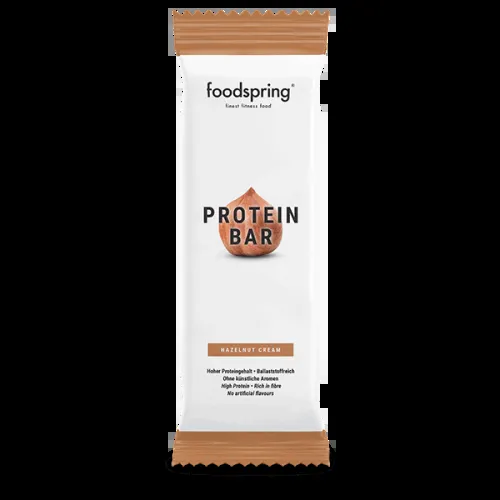 foodspring®
finest fitness food
PROTEIN
BAR
HAZELNUT CREAM
Hoher Proteingehalt • Ballaststoffreich
Ohne künstliche Aromen
High Protein • Rich in fibre
No artificial flavours